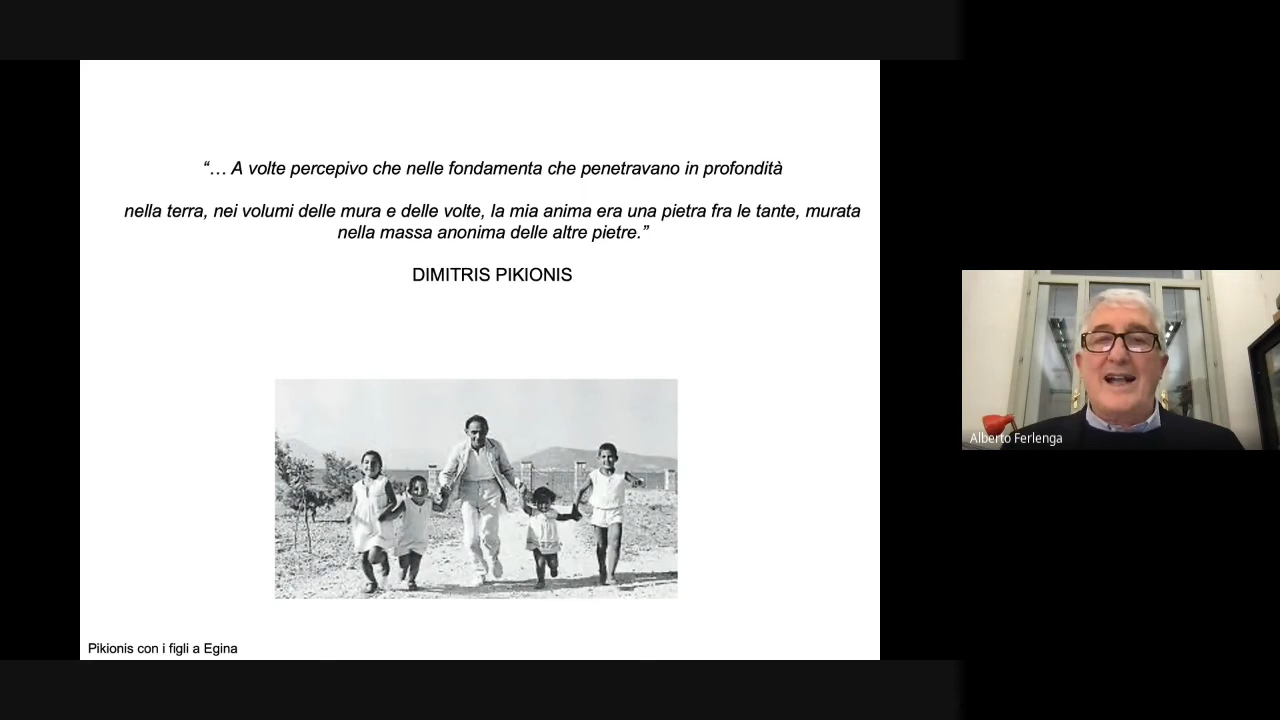 “… A volte percepivo che nelle fondamenta che penetravano in profondità
nella terra, nei volumi delle mura e delle volte, la mia anima era una pietra fra le tante, murata
nella massa anonima delle altre pietre.”
DIMITRIS PIKIONIS
Pikionis con i figli a Egina
Alberto Ferlenga